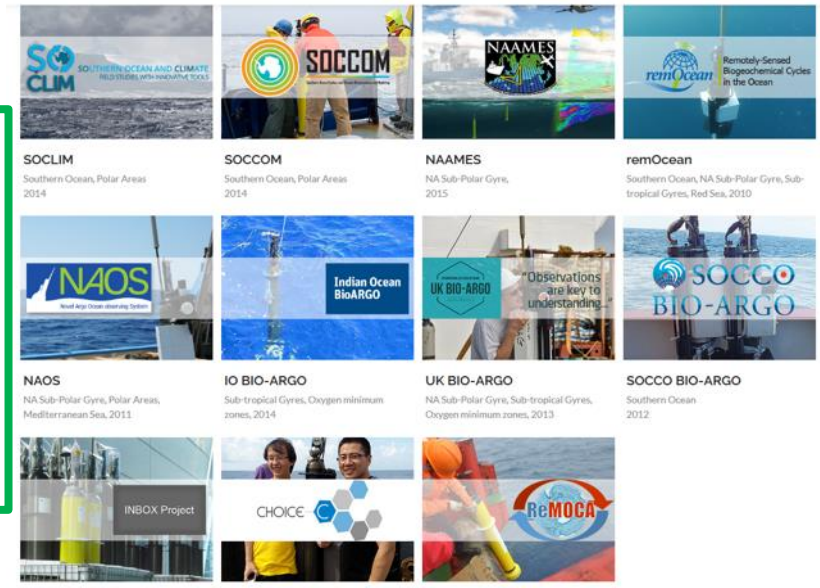 SO CLIM
SOUTHERN OCEAN AND CLIMATE
FIELD STUDIES WITH INNOVATIVE TOOLS
SOCCOM
NAAMES
remOcean
Remotely-Sensed
Biogeochemical Cycles
in the Ocean
SOCLIM
Southern Ocean, Polar Areas
2014
SOCCOM
Southern Ocean, Polar Areas
2014
NAAMES
NA Sub-Polar Gyre,
2015
remOcean
Southern Ocean, NA Sub-Polar Gyre, Sub-
tropical Gyres, Red Sea, 2010
NAOS
Novel Argo Ocean observing System
Indian Ocean
BioARGO
UK BIO-ARGO
"Observations
are key to
understanding..."
SOCCO
BIO-ARGO
NAOS
NA Sub-Polar Gyre, Polar Areas,
Mediterranean Sea, 2011
IO BIO-ARGO
Sub-tropical Gyres, Oxygen minimum
zones, 2014
UK BIO-ARGO
NA Sub-Polar Gyre, Sub-tropical Gyres,
Oxygen minimum zones, 2013
SOCCO BIO-ARGO
Southern Ocean
2012
INBOX Project
CHOICE C
ReMOCA